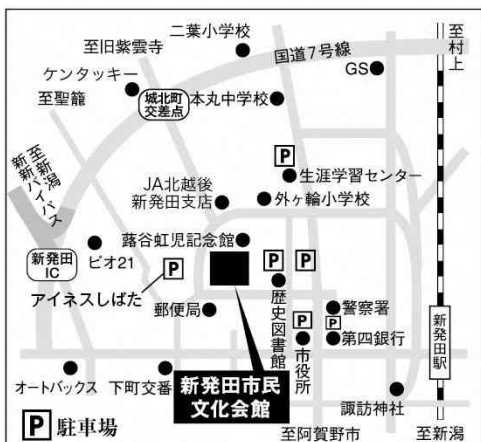 二葉小学校
至旧紫雲寺
国道7号線
至村上
GS
ケンタッキー
至聖籠
城北町
交差点
本丸中学校
P
生涯学習センター
至新潟
新新バイパス
JA北越後
新発田支店
外ヶ輪小学校
蕗谷虹児記念館
新発田
IC
ビオ21
P
P
P
アイネスしばた
歴史図書館
郵便局
警察署
P
P
市役所
第四銀行
新発田駅
オートバックス
下町交番
新発田市民
文化会館
諏訪神社
P 駐車場
至阿賀野市
至新潟